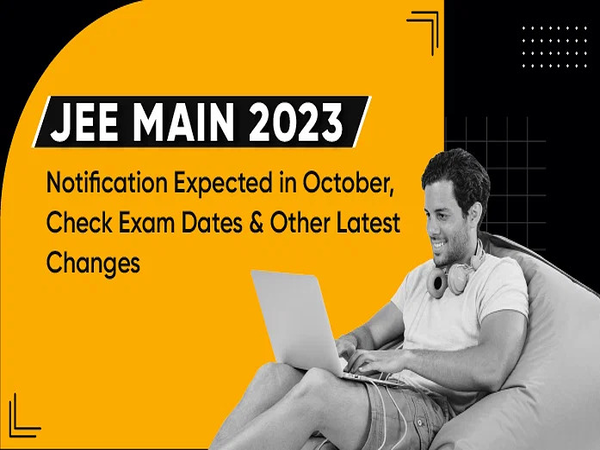 JEE MAIN 2023
Notification Expected in October,
Check Exam Dates & Other Latest
Changes